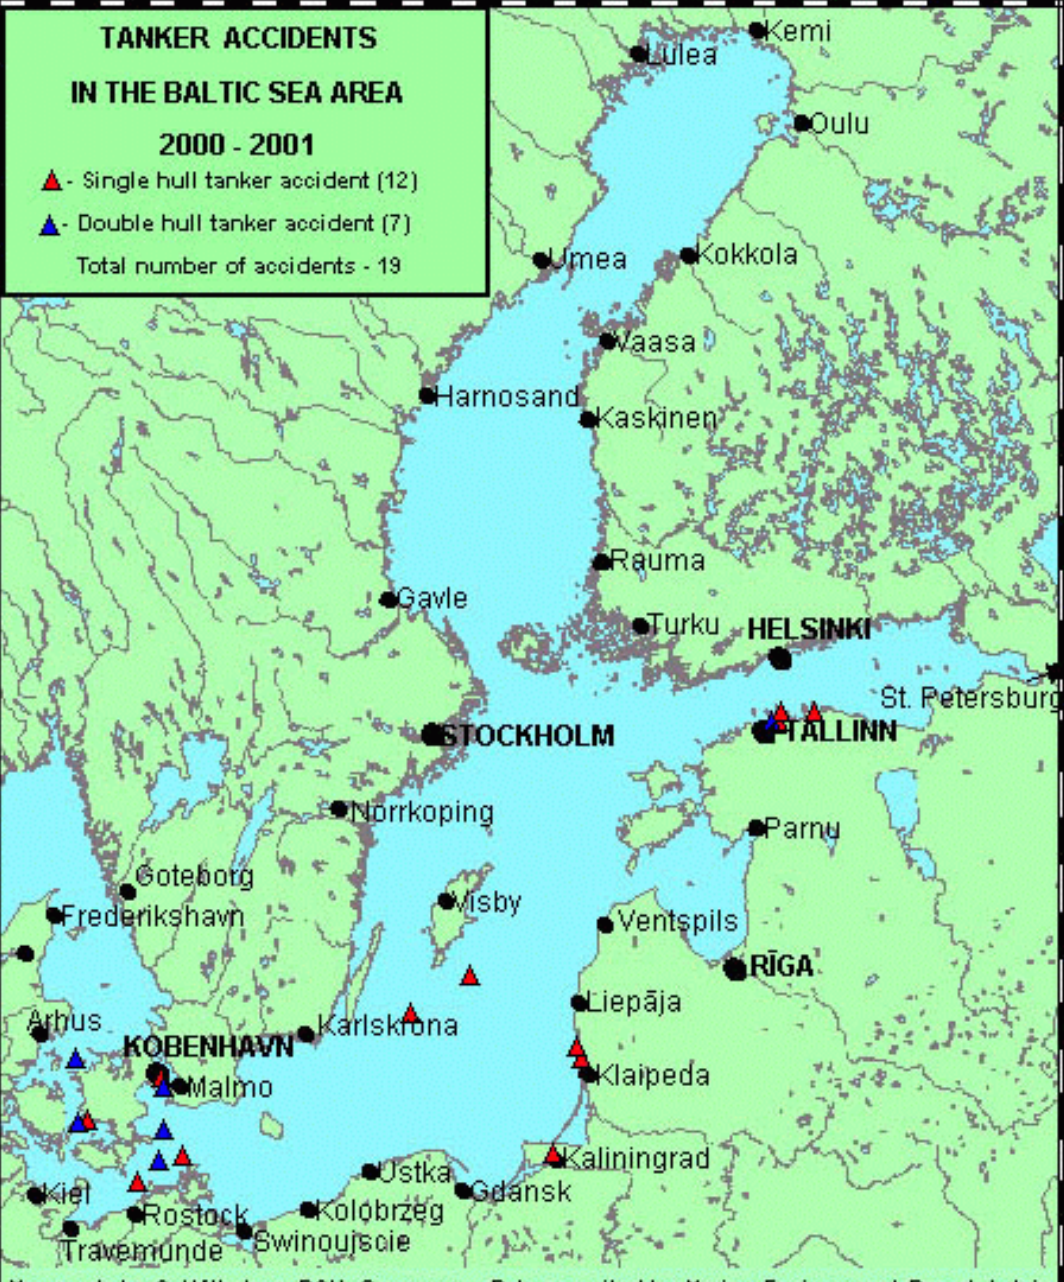 TANKER ACCIDENTS
IN THE BALTIC SEA AREA
2000 - 2001
- Single hull tanker accident (12)
- Double hull tanker accident (7)
Total number of accidents - 19
Kemi
Lulea
Oulu
Umea
Kokkola
Vaasa
Harnosand
Kaskinen
Rauma
Gavle
Turku
HELSINKI
St. Petersburg
STOCKHOLM
TALLINN
Norrkoping
Parnu
Goteborg
Visby
Frederikshavn
Ventspils
RĪGA
Liepāja
Arhus
Karlskrona
KOBENHAVN
Klaipeda
Malmo
Kaliningrad
Ustka
Gdansk
Kiel
Kolobrzeg
Rostock
Swinoujscie
Travemunde